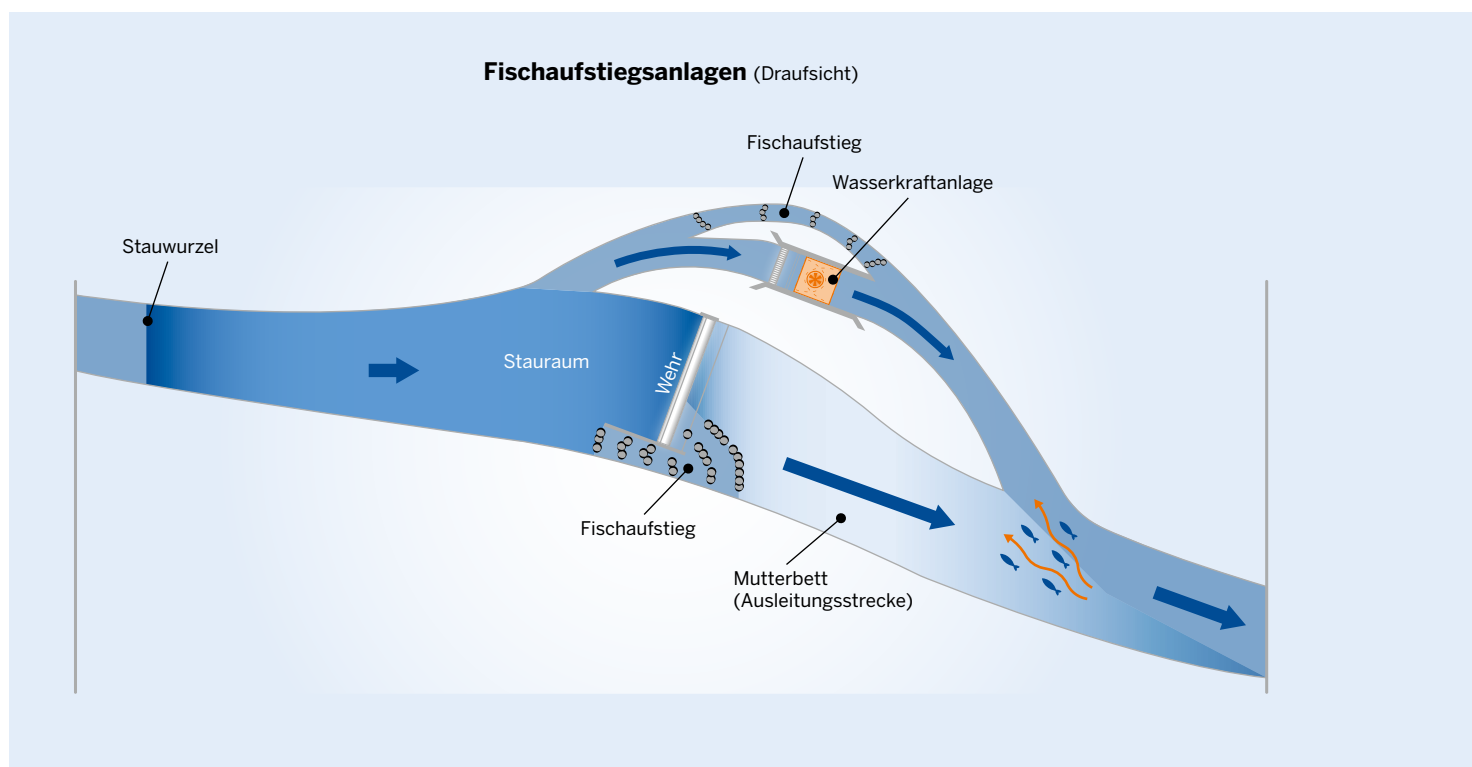 Fischaufstiegsanlagen (Draufsicht)
Fischaufstieg
Wasserkraftanlage
Stauwurzel
Stauraum
Wehr
Fischaufstieg
Mutterbett
(Ausleitungsstrecke)